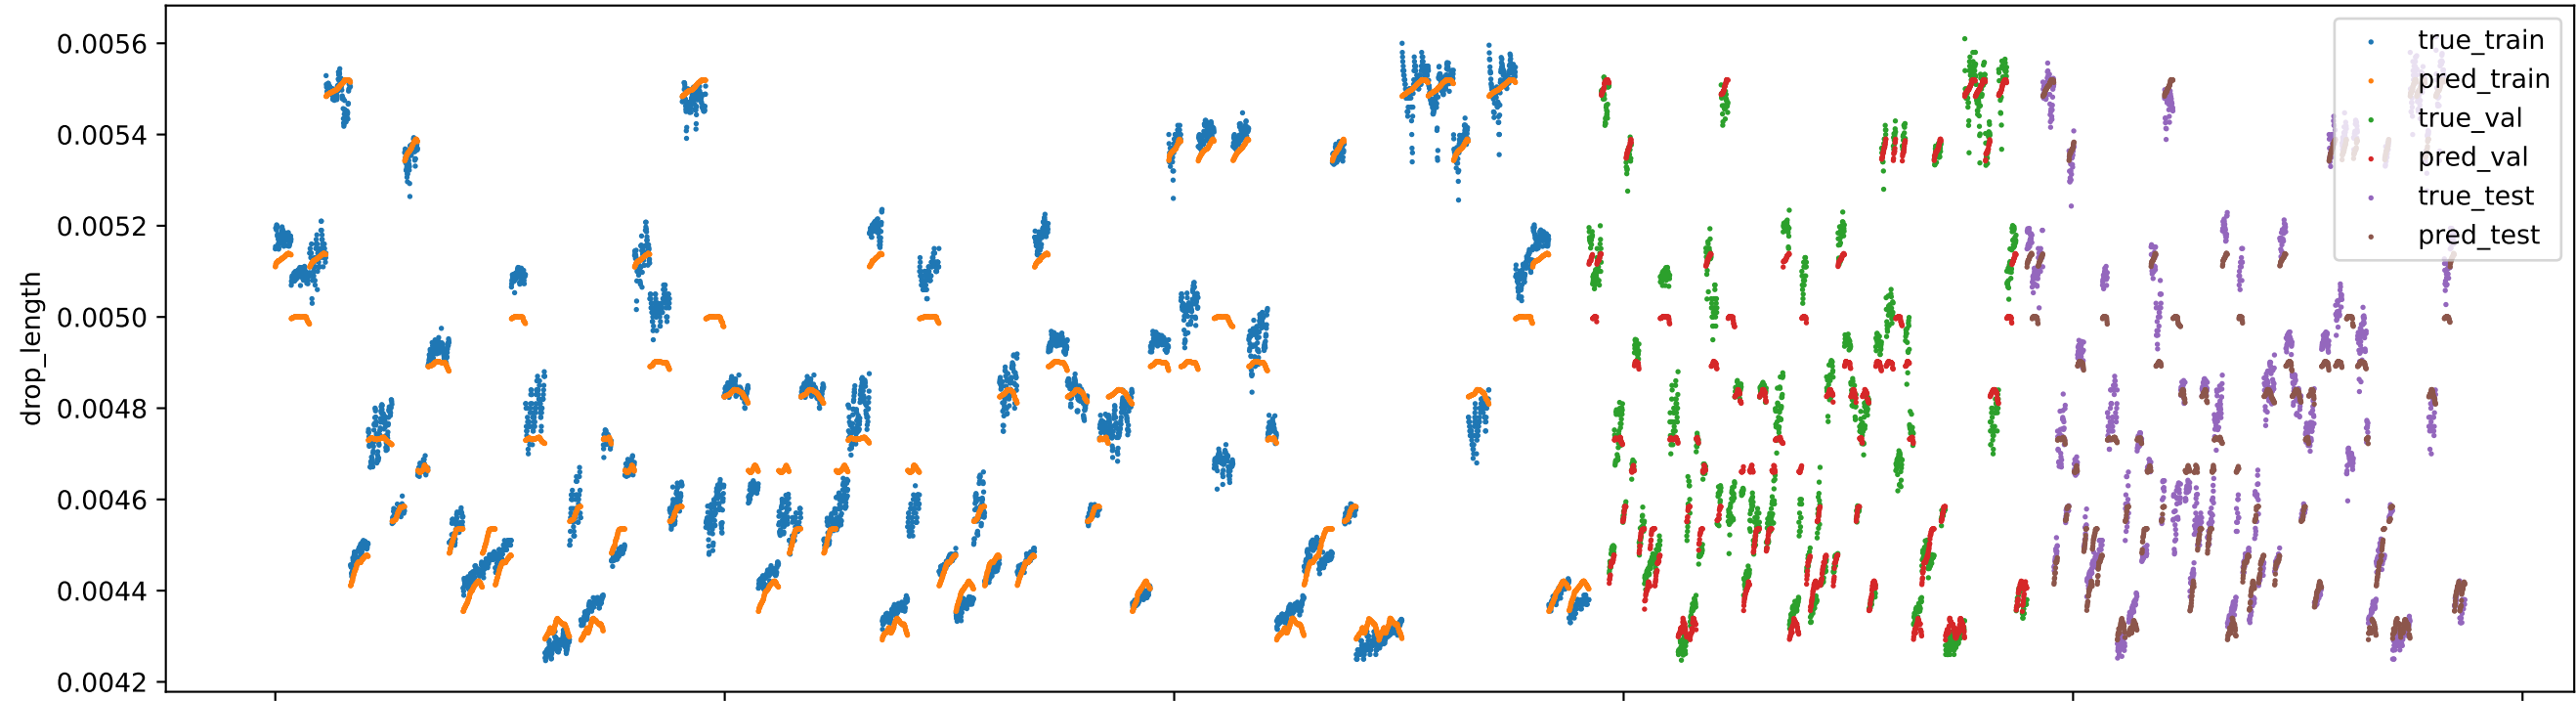 0.0056
0.0054
0.0052
0.0050
0.0048
0.0046
0.0044
0.0042
drop_length
true_train
pred_train
true_val
pred_val
true_test
pred_test